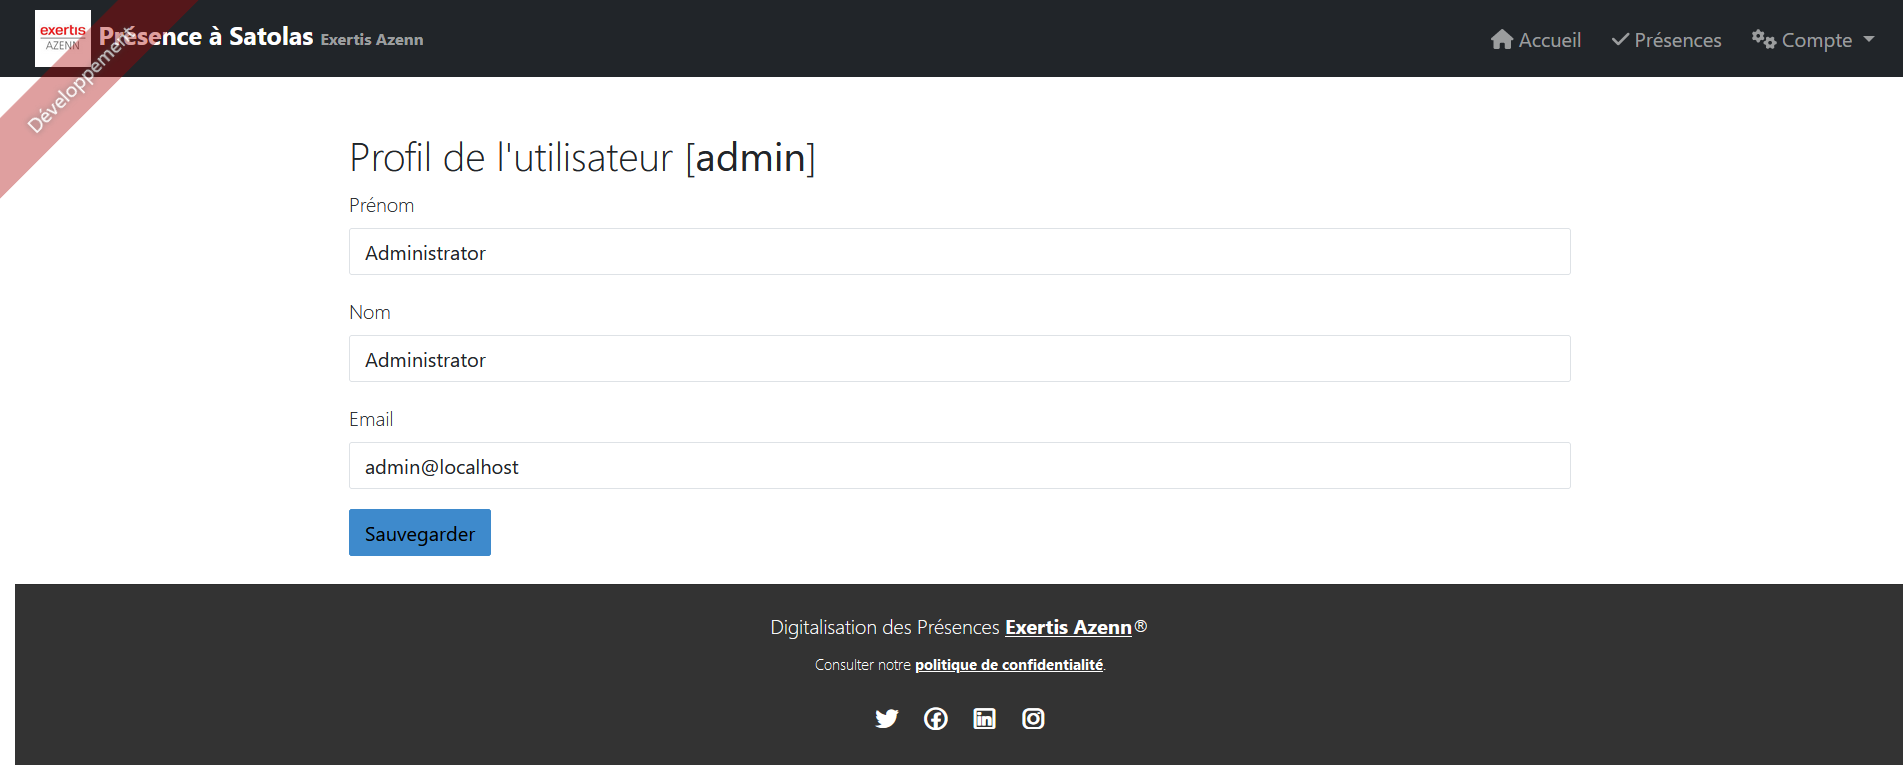 exertis
AZENN
Présence à Satolas Exertis Azenn
Accueil
Présences
Compte
Développement
Profil de l'utilisateur [admin]
Prénom
Administrator
Nom
Administrator
Email
admin@localhost
Sauvegarder
Digitalisation des Présences Exertis Azenn®
Consulter notre politique de confidentialité.